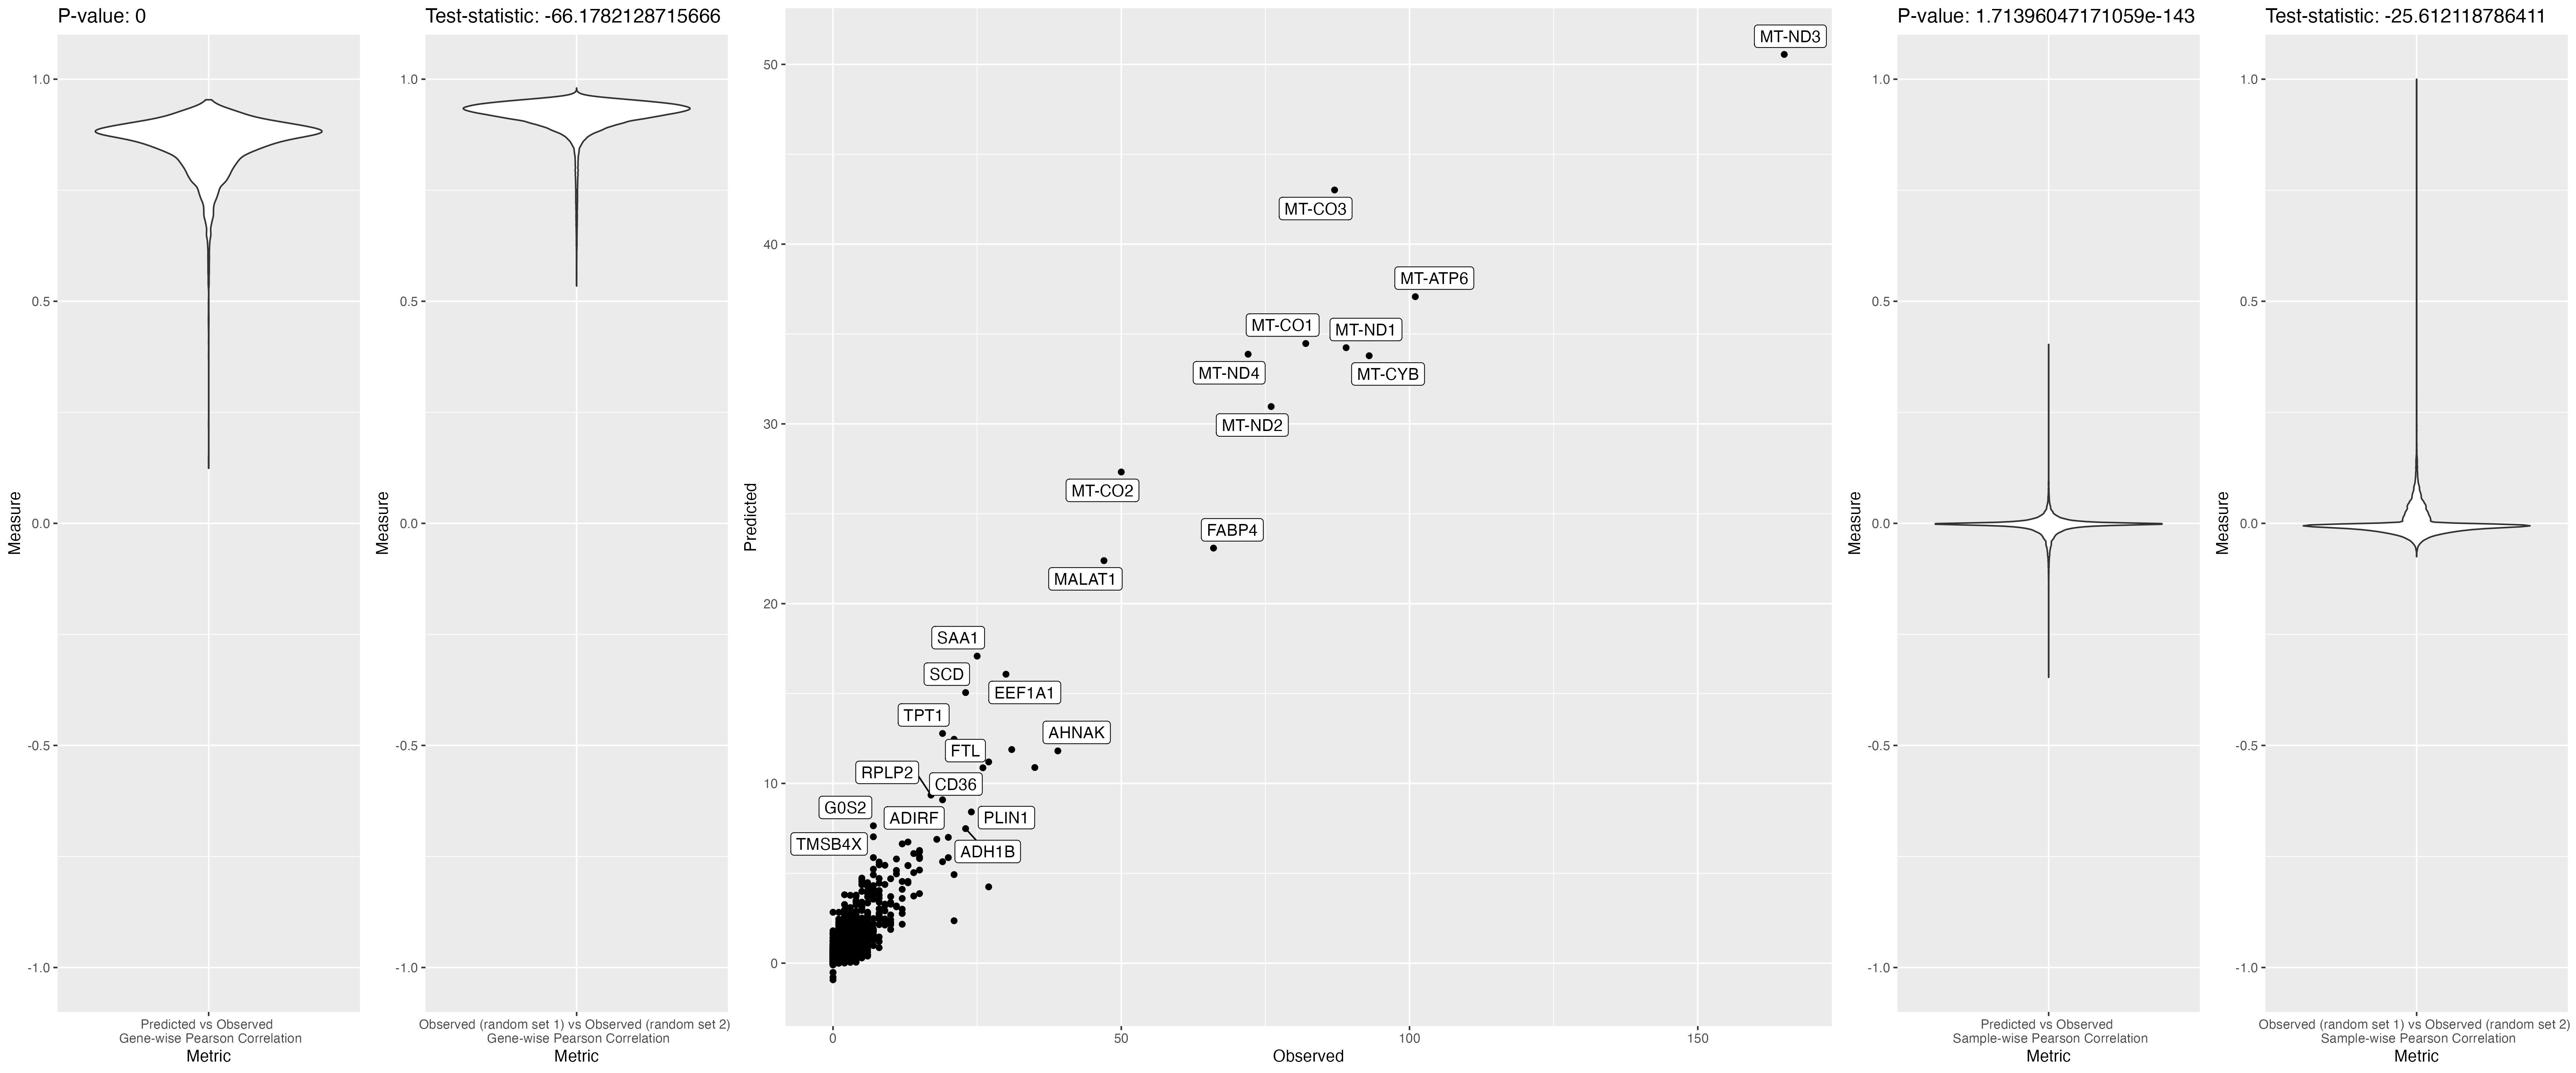 P-value: 0
1.0
0.5
0.0
-0.5
-1.0
Measure
Predicted vs Observed
Gene-wise Pearson Correlation
Metric
Test-statistic: -66.1782128715666
1.0
0.5
0.0
-0.5
-1.0
Measure
Observed (random set 1) vs Observed (random set 2)
Gene-wise Pearson Correlation
Metric
50
40
30
20
10
0
Predicted
MT-ND3
MT-CO3
MT-ATP6
MT-CO1
MT-ND1
MT-ND4
MT-CYB
MT-ND2
MT-CO2
FABP4
MALAT1
SAA1
SCD
EEF1A1
TPT1
AHNAK
FTL
RPLP2
CD36
G0S2
ADIRF
PLIN1
TMSB4X
ADH1B
0
50
100
150
Observed
P-value: 1.71396047171059e-143
1.0
0.5
0.0
-0.5
-1.0
Measure
Predicted vs Observed
Sample-wise Pearson Correlation
Metric
Test-statistic: -25.612118786411
1.0
0.5
0.0
-0.5
-1.0
Measure
Observed (random set 1) vs Observed (random set 2)
Sample-wise Pearson Correlation
Metric